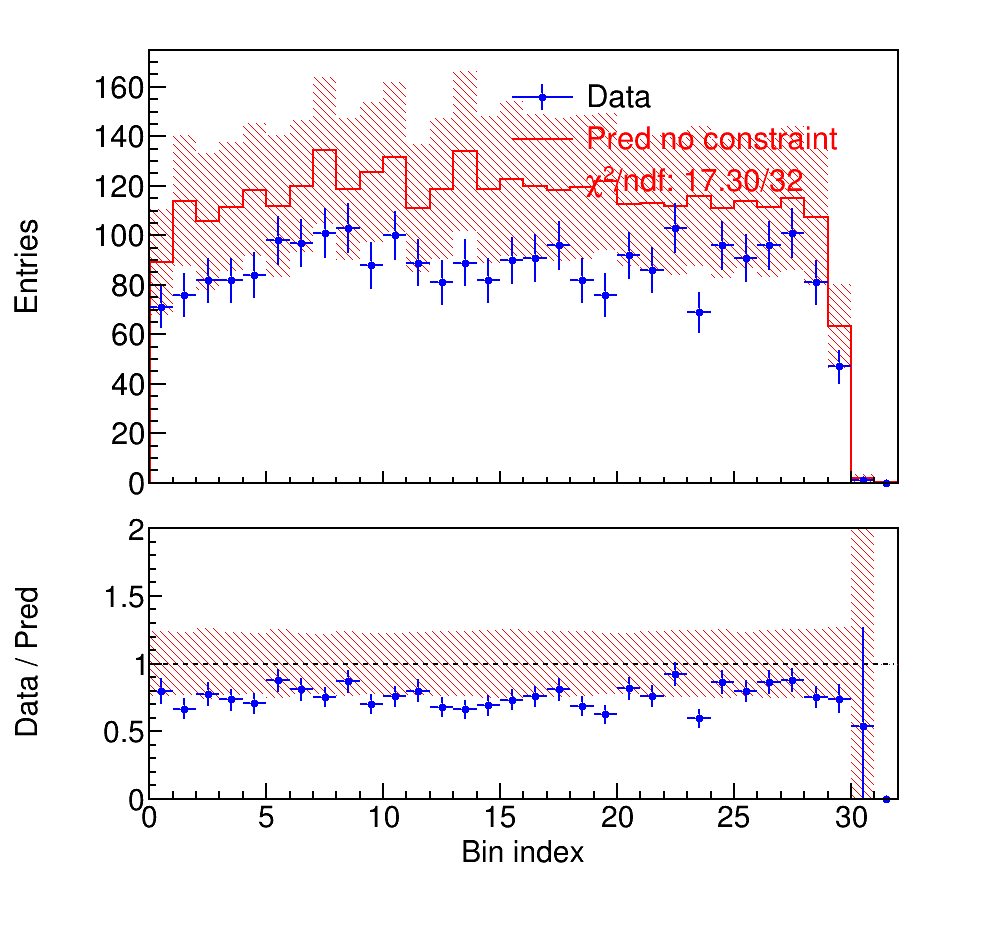 Entries
160
140
120
100
80
60
40
20
0
Data
Pred no constraint
χ²/ndf: 17.30/32
Data / Pred
2
1.5
1
0.5
0
0 5 10 15 20 25 30
Bin index